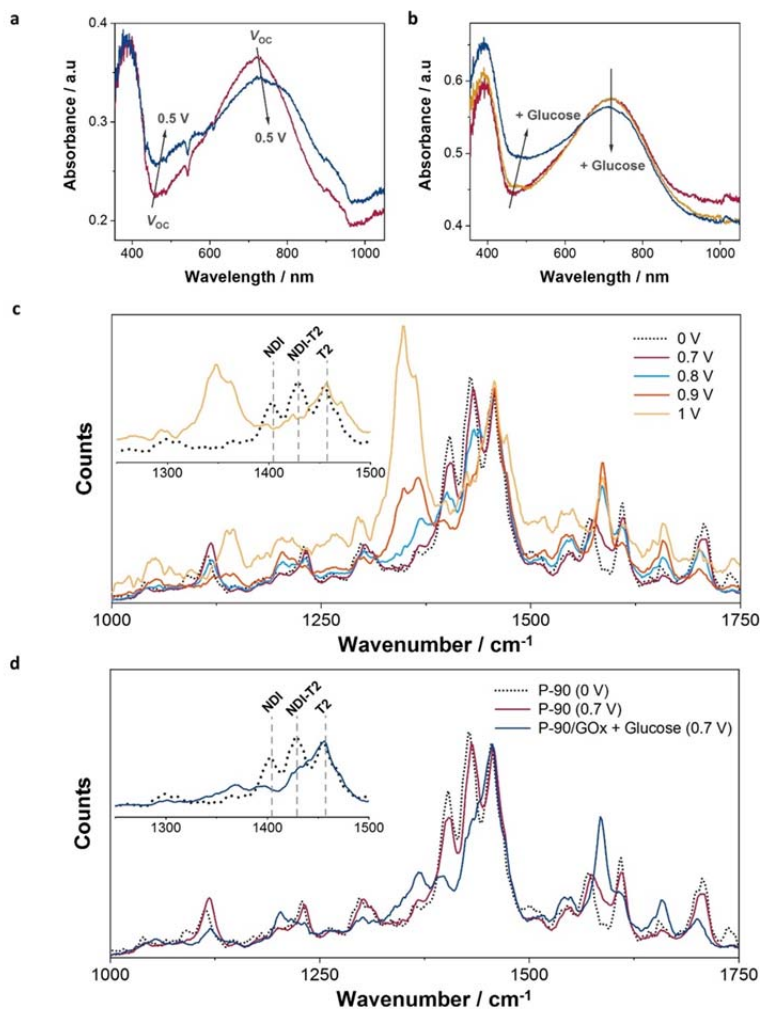 a
b
0.4
0.3
0.2
Absorbance / a.u
V_OC
0.5 V
0.5 V
V_OC
400 600 800 1000
Wavelength / nm
0.6
0.5
0.4
Absorbance / a.u
+ Glucose
+ Glucose
400 600 800 1000
Wavelength / nm
c
Counts
NDI
NDI-T2
T2
1300 1400 1500
0 V
0.7 V
0.8 V
0.9 V
1 V
1000 1250 1500 1750
Wavenumber / cm⁻¹
d
Counts
NDI
NDI-T2
T2
1300 1400 1500
P-90 (0 V)
P-90 (0.7 V)
P-90/GOx + Glucose (0.7 V)
1000 1250 1500 1750
Wavenumber / cm⁻¹